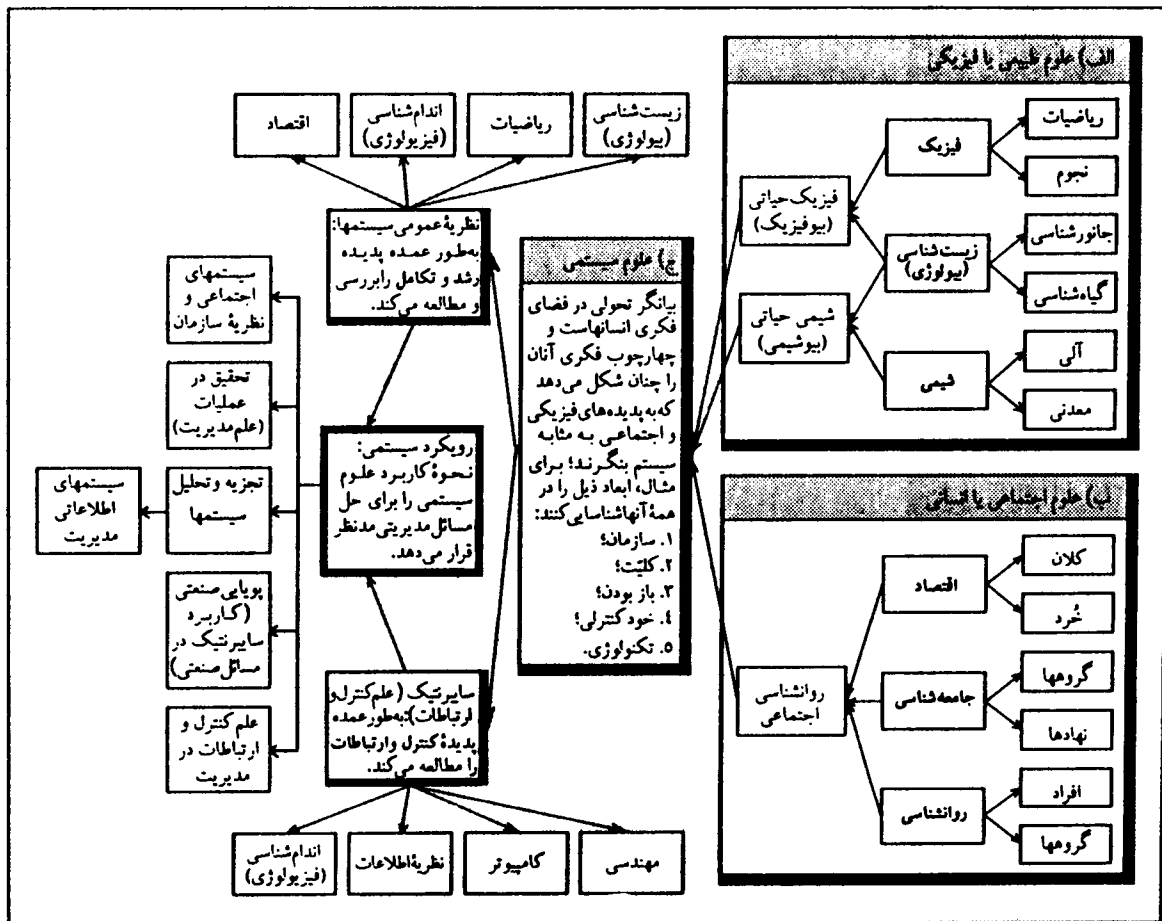 الف) علوم طبیعی یا فیزیکی
ریاضیات
نجوم
فیزیک
جانورشناسی
گیاه‌شناسی
زیست‌شناسی
(بیولوژی)
آلی
معدنی
شیمی
فیزیک حیاتی
(بیوفیزیک)
شیمی حیاتی
(بیوشیمی)
ب) علوم اجتماعی یا انسانی
کلان
خُرد
اقتصاد
گروهها
نهادها
جامعه‌شناسی
افراد
گروهها
روانشناسی
روانشناسی
اجتماعی
ج) علوم سیستمی
بیانگر تحولی در فضای
فکری انسانهاست و
چهارچوب فکری آنان
را چنان شکل می‌دهد
که به پدیده‌های فیزیکی
و اجتماعی به مثابه
سیستم بنگرند؛ برای
مثال، ابعاد ذیل را در
همهٔ آنها شناسایی کنند:
۱. سازمان؛
۲. کلیّت؛
۳. باز بودن؛
۴. خودکنترلی؛
۵. تکنولوژی.
زیست‌شناسی
(بیولوژی)
ریاضیات
اندام‌شناسی
(فیزیولوژی)
اقتصاد
نظریهٔ عمومی سیستمها:
به‌طور عمده پدیده
رشد و تکامل را بررسی
و مطالعه می‌کند.
رویکرد سیستمی:
نحوهٔ کاربرد علوم
سیستمی را برای حل
مسائل مدیریتی مدنظر
قرار می‌دهد.
سایبرنتیک (علم کنترل و
ارتباطات): به‌طور عمده
پدیدهٔ کنترل و ارتباطات
را مطالعه می‌کند.
مهندسی
کامپیوتر
نظریهٔ اطلاعات
اندام‌شناسی
(فیزیولوژی)
سیستمهای
اجتماعی و
نظریهٔ سازمان
تحقیق در
عملیات
(علم مدیریت)
تجزیه و تحلیل
سیستمها
سیستمهای
اطلاعاتی
مدیریت
پویایی صنعتی
(کاربرد
سایبرنتیک در
مسائل صنعتی)
علم کنترل و
ارتباطات در
مدیریت